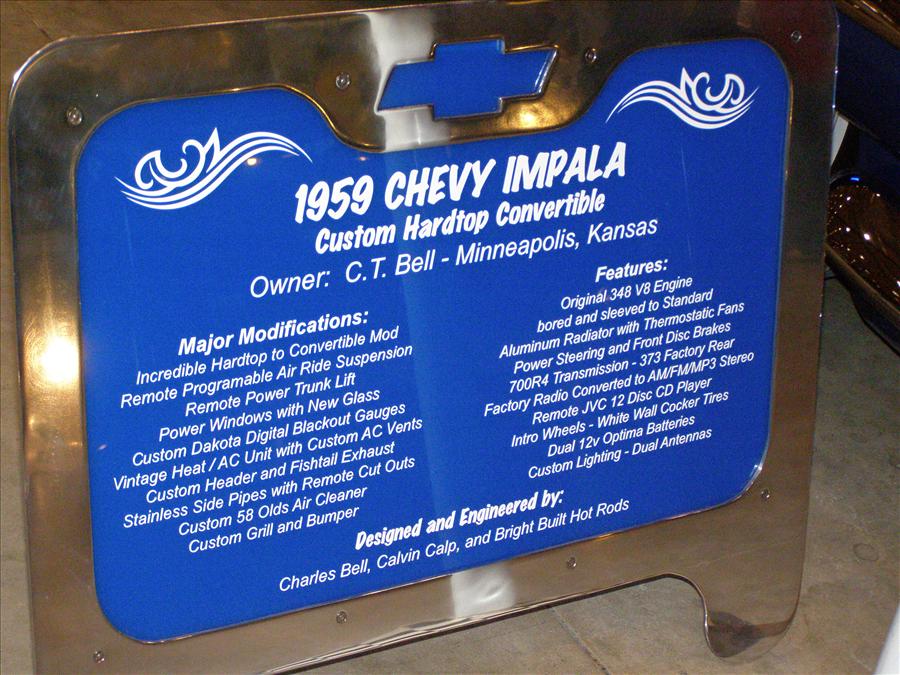 1959 CHEVY IMPALA
Custom Hardtop Convertible
Owner: C.T. Bell - Minneapolis, Kansas
Major Modifications:
Incredible Hardtop to Convertible Mod
Remote Programable Air Ride Suspension
Remote Power Trunk Lift
Power Windows with New Glass
Custom Dakota Digital Blackout Gauges
Vintage Heat / AC Unit with Custom AC Vents
Custom Header and Fishtail Exhaust
Stainless Side Pipes with Remote Cut Outs
Custom 58 Olds Air Cleaner
Custom Grill and Bumper
Features:
Original 348 V8 Engine
bored and sleeved to Standard
Aluminum Radiator with Thermostatic Fans
Power Steering and Front Disc Brakes
700R4 Transmission - 373 Factory Rear
Factory Radio Converted to AM/FM/MP3 Stereo
Remote JVC 12 Disc CD Player
Intro Wheels - White Wall Cocker Tires
Dual 12v Optima Batteries
Custom Lighting - Dual Antennas
Designed and Engineered by:
Charles Bell, Calvin Calp, and Bright Built Hot Rods